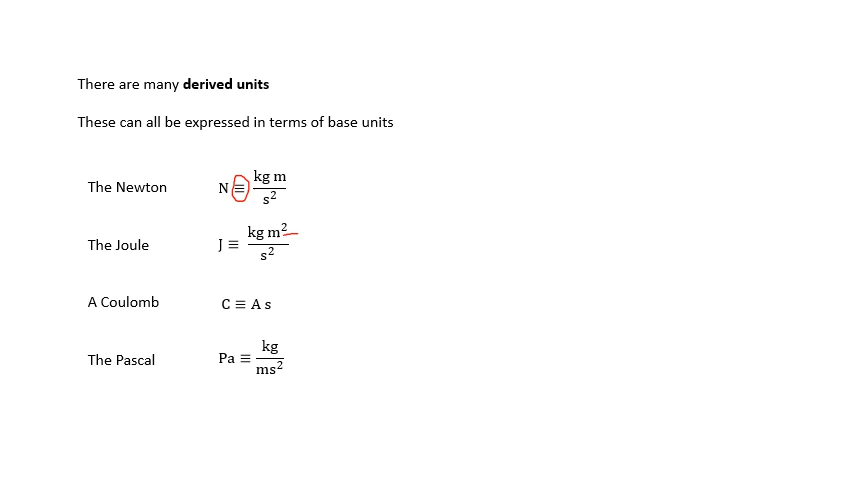 There are many derived units
These can all be expressed in terms of base units
The Newton N ≡ kg m / s²
The Joule J ≡ kg m² / s²
A Coulomb C ≡ A s
The Pascal Pa ≡ kg / ms²